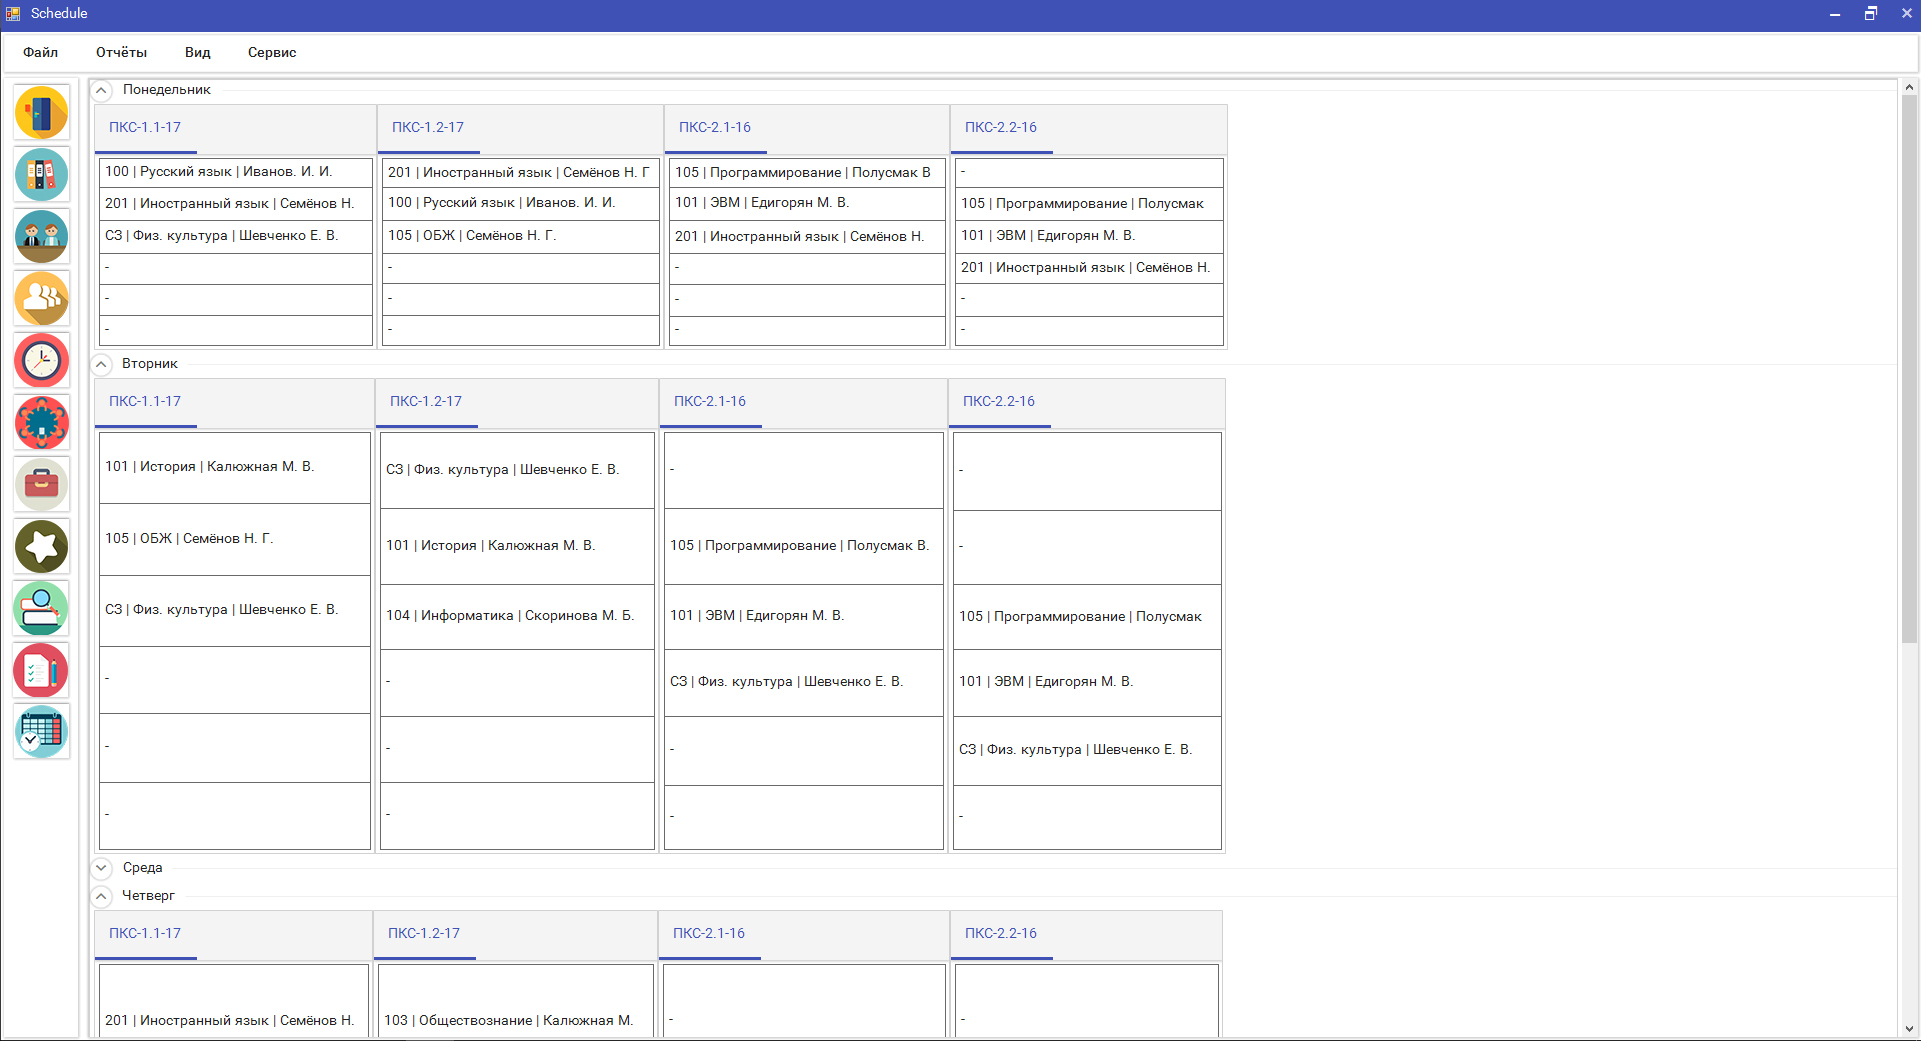 Schedule
Файл Отчёты Вид Сервис
Понедельник
ПКС-1.1-17
100 | Русский язык | Иванов. И. И.
201 | Иностранный язык | Семёнов Н.
СЗ | Физ. культура | Шевченко Е. В.
-
-
-
ПКС-1.2-17
201 | Иностранный язык | Семёнов Н. Г
100 | Русский язык | Иванов. И. И.
105 | ОБЖ | Семёнов Н. Г.
-
-
-
ПКС-2.1-16
105 | Программирование | Полусмак В
101 | ЭВМ | Едигорян М. В.
201 | Иностранный язык | Семёнов Н.
-
-
-
ПКС-2.2-16
-
105 | Программирование | Полусмак
101 | ЭВМ | Едигорян М. В.
201 | Иностранный язык | Семёнов Н.
-
-
Вторник
ПКС-1.1-17
101 | История | Калюжная М. В.
105 | ОБЖ | Семёнов Н. Г.
СЗ | Физ. культура | Шевченко Е. В.
-
-
-
ПКС-1.2-17
СЗ | Физ. культура | Шевченко Е. В.
101 | История | Калюжная М. В.
104 | Информатика | Скоринова М. Б.
-
-
-
ПКС-2.1-16
-
105 | Программирование | Полусмак В.
101 | ЭВМ | Едигорян М. В.
СЗ | Физ. культура | Шевченко Е. В.
-
-
ПКС-2.2-16
-
-
105 | Программирование | Полусмак
101 | ЭВМ | Едигорян М. В.
СЗ | Физ. культура | Шевченко Е. В.
-
Среда
Четверг
ПКС-1.1-17
201 | Иностранный язык | Семёнов Н.
ПКС-1.2-17
103 | Обществознание | Калюжная М.
ПКС-2.1-16
-
ПКС-2.2-16
-